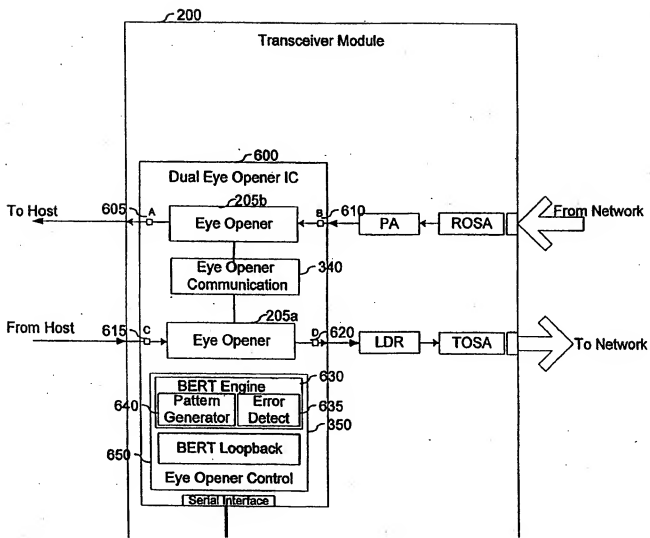 200
Transceiver Module
600
Dual Eye Opener IC
To Host
605
A
205b
Eye Opener
B
610
PA
ROSA
From Network
Eye Opener
Communication
340
From Host
615
C
205a
Eye Opener
D
620
LDR
TOSA
To Network
BERT Engine
630
640
Pattern
Generator
Error
Detect
635
350
650
BERT Loopback
Eye Opener Control
Serial Interface